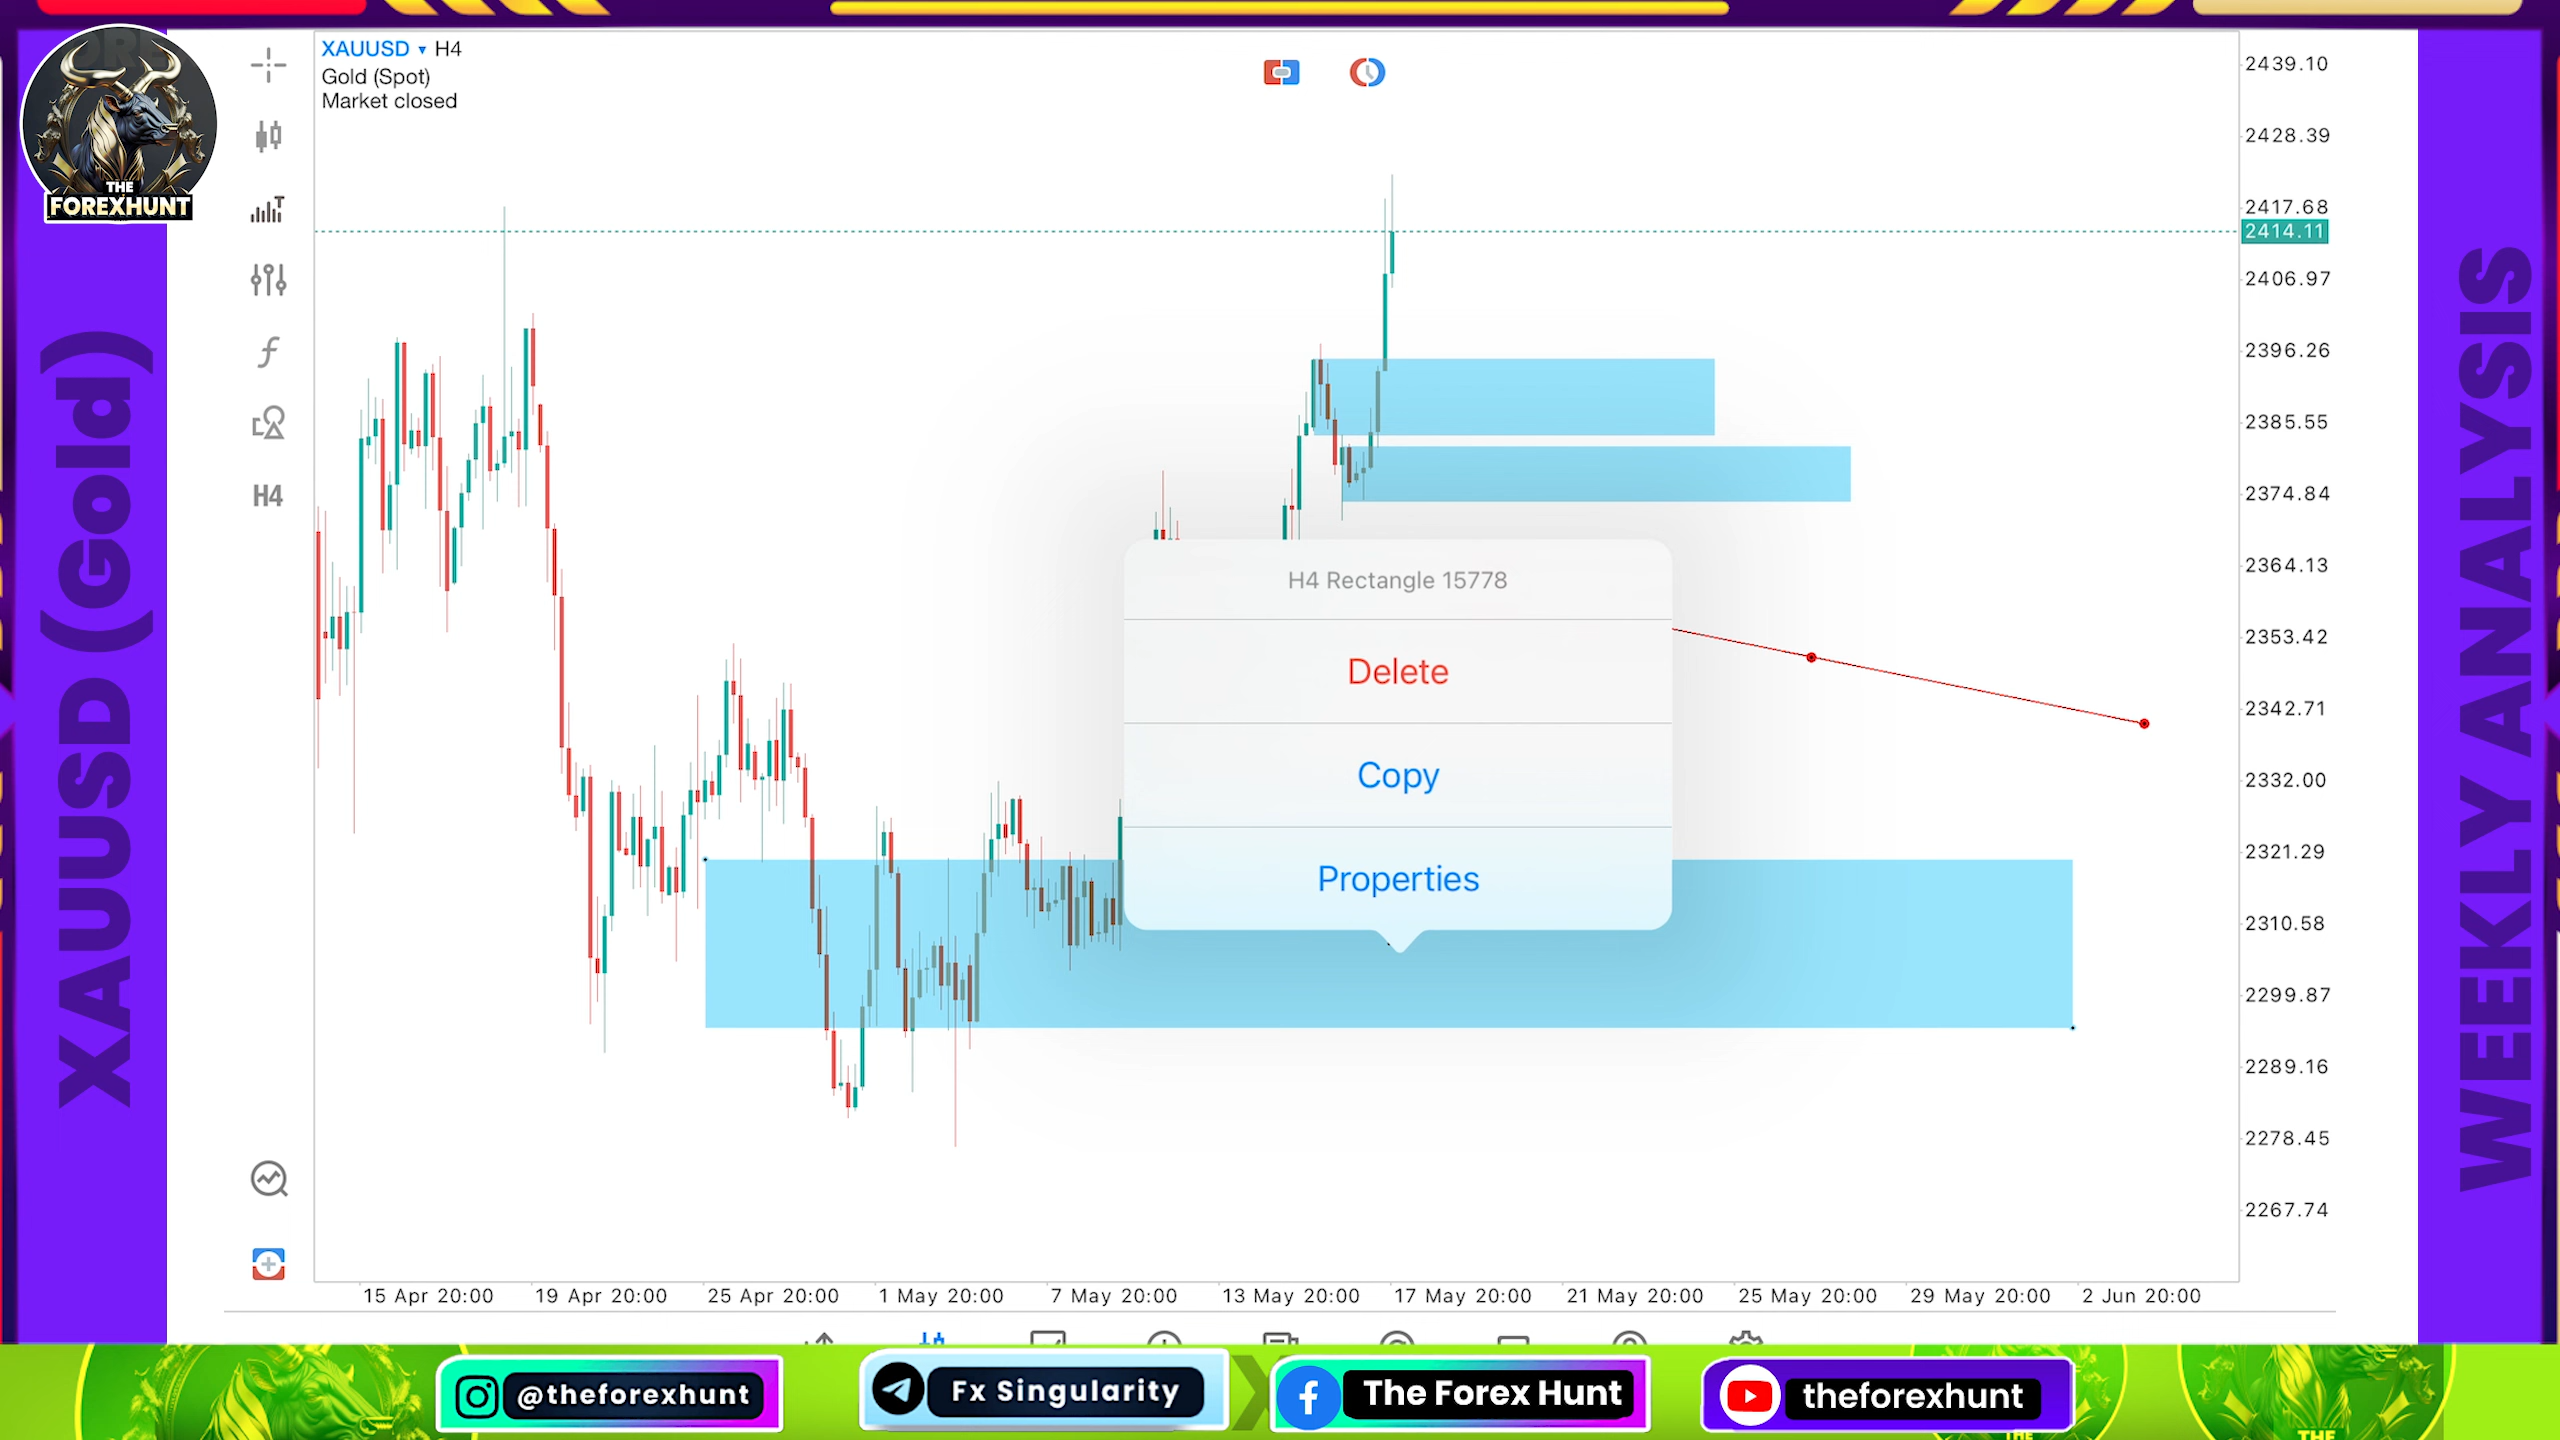 THE
FOREXHUNT
XAUUSD (Gold)
XAUUSD ▾ H4
Gold (Spot)
Market closed
H4
2439.10
2428.39
2417.68
2414.11
2406.97
2396.26
2385.55
2374.84
2364.13
2353.42
2342.71
2332.00
2321.29
2310.58
2299.87
2289.16
2278.45
2267.74
H4 Rectangle 15778
Delete
Copy
Properties
15 Apr 20:00
19 Apr 20:00
25 Apr 20:00
1 May 20:00
7 May 20:00
13 May 20:00
17 May 20:00
21 May 20:00
25 May 20:00
29 May 20:00
2 Jun 20:00
WEEKLY ANALYSIS
@theforexhunt
Fx Singularity
The Forex Hunt
theforexhunt
THE
THE